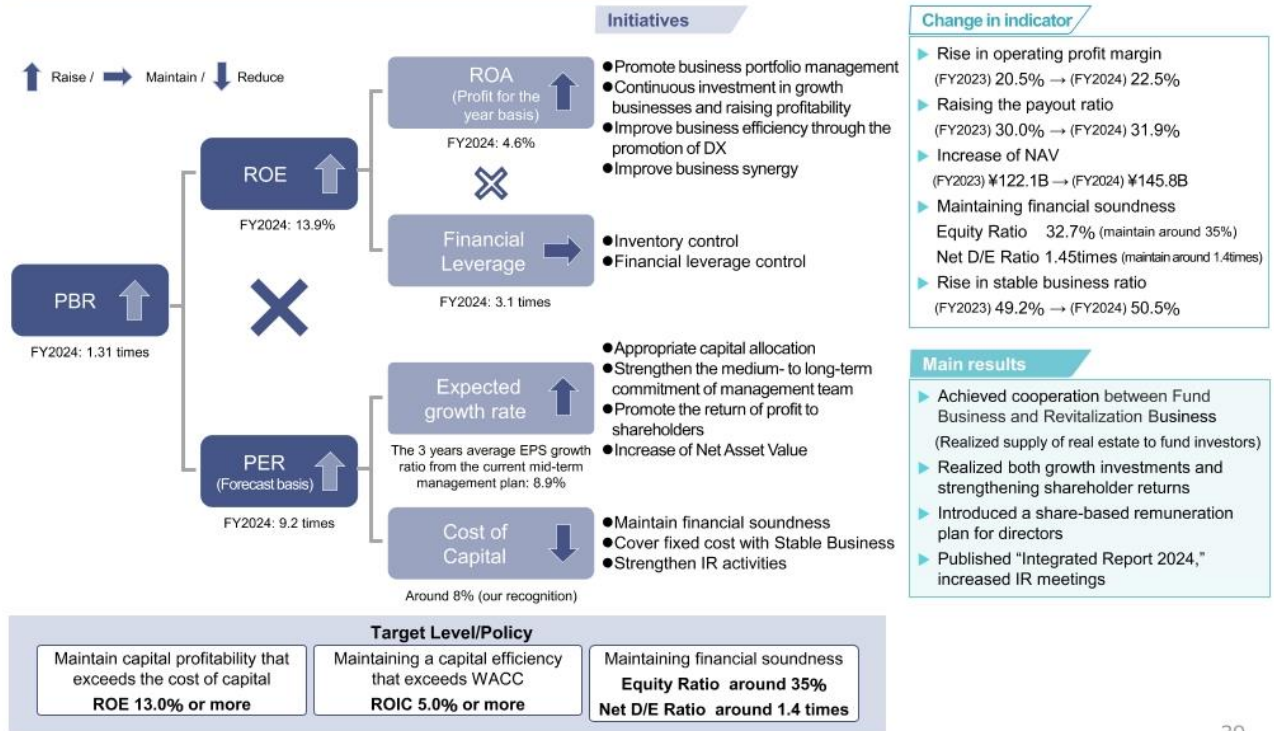 Initiatives
Raise / Maintain / Reduce
PBR
FY2024: 1.31 times
ROE
FY2024: 13.9%
PER
(Forecast basis)
FY2024: 9.2 times
ROA
(Profit for the
year basis)
FY2024: 4.6%
●Promote business portfolio management
●Continuous investment in growth
businesses and raising profitability
●Improve business efficiency through the
promotion of DX
●Improve business synergy
Financial
Leverage
FY2024: 3.1 times
●Inventory control
●Financial leverage control
Expected
growth rate
The 3 years average EPS growth
ratio from the current mid-term
management plan: 8.9%
●Appropriate capital allocation
●Strengthen the medium- to long-term
commitment of management team
●Promote the return of profit to
shareholders
●Increase of Net Asset Value
Cost of
Capital
Around 8% (our recognition)
●Maintain financial soundness
●Cover fixed cost with Stable Business
●Strengthen IR activities
Change in indicator
Rise in operating profit margin
(FY2023) 20.5% → (FY2024) 22.5%
Raising the payout ratio
(FY2023) 30.0% → (FY2024) 31.9%
Increase of NAV
(FY2023) ¥122.1B → (FY2024) ¥145.8B
Maintaining financial soundness
Equity Ratio 32.7% (maintain around 35%)
Net D/E Ratio 1.45times (maintain around 1.4times)
Rise in stable business ratio
(FY2023) 49.2% → (FY2024) 50.5%
Main results
Achieved cooperation between Fund
Business and Revitalization Business
(Realized supply of real estate to fund investors)
Realized both growth investments and
strengthening shareholder returns
Introduced a share-based remuneration
plan for directors
Published “Integrated Report 2024,”
increased IR meetings
Target Level/Policy
Maintain capital profitability that
exceeds the cost of capital
ROE 13.0% or more
Maintaining a capital efficiency
that exceeds WACC
ROIC 5.0% or more
Maintaining financial soundness
Equity Ratio around 35%
Net D/E Ratio around 1.4 times